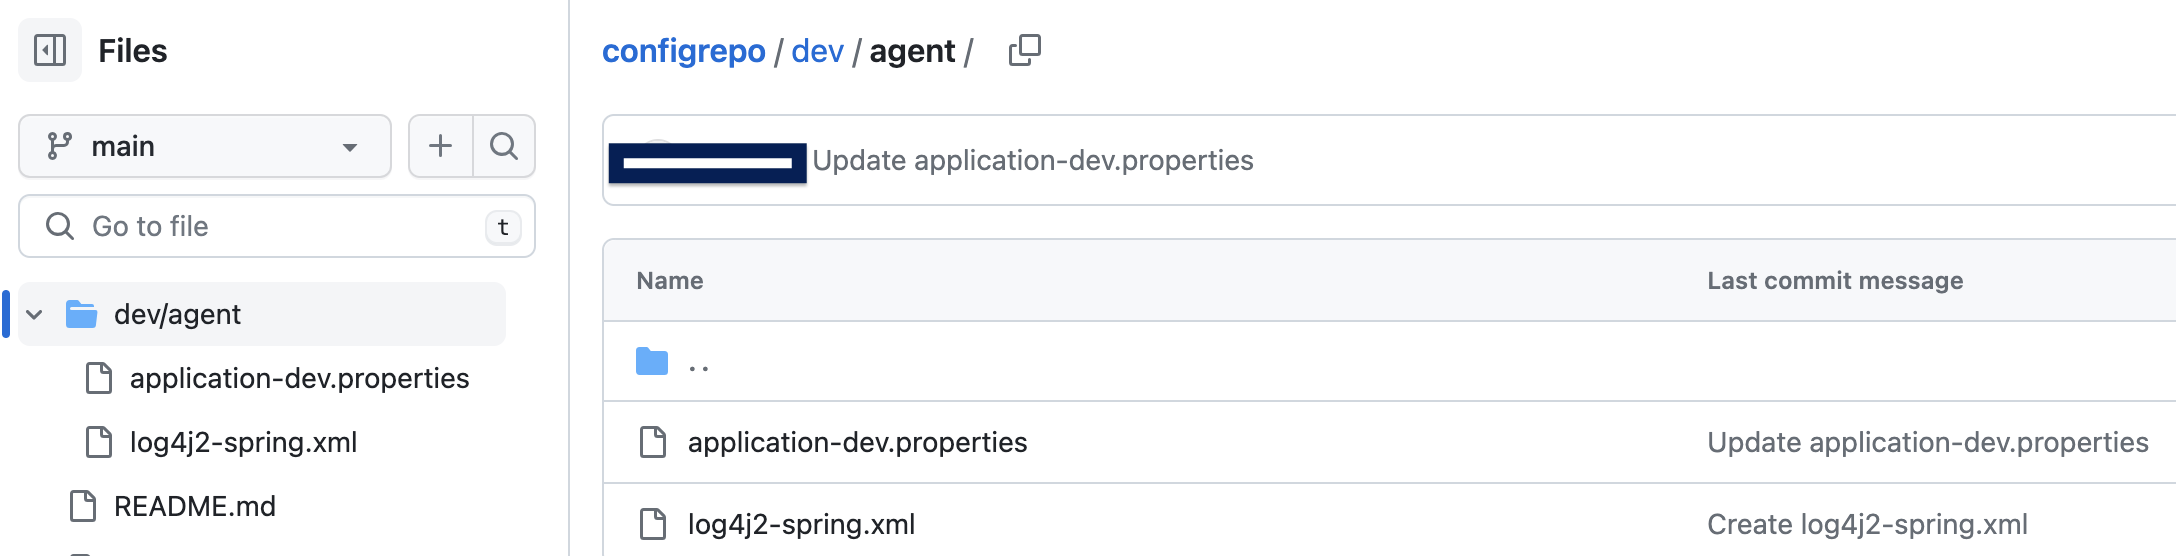 Files
main
Go to file
t
dev/agent
application-dev.properties
log4j2-spring.xml
README.md
configrepo / dev / agent /
Update application-dev.properties
Name Last commit message
..
application-dev.properties Update application-dev.properties
log4j2-spring.xml Create log4j2-spring.xml